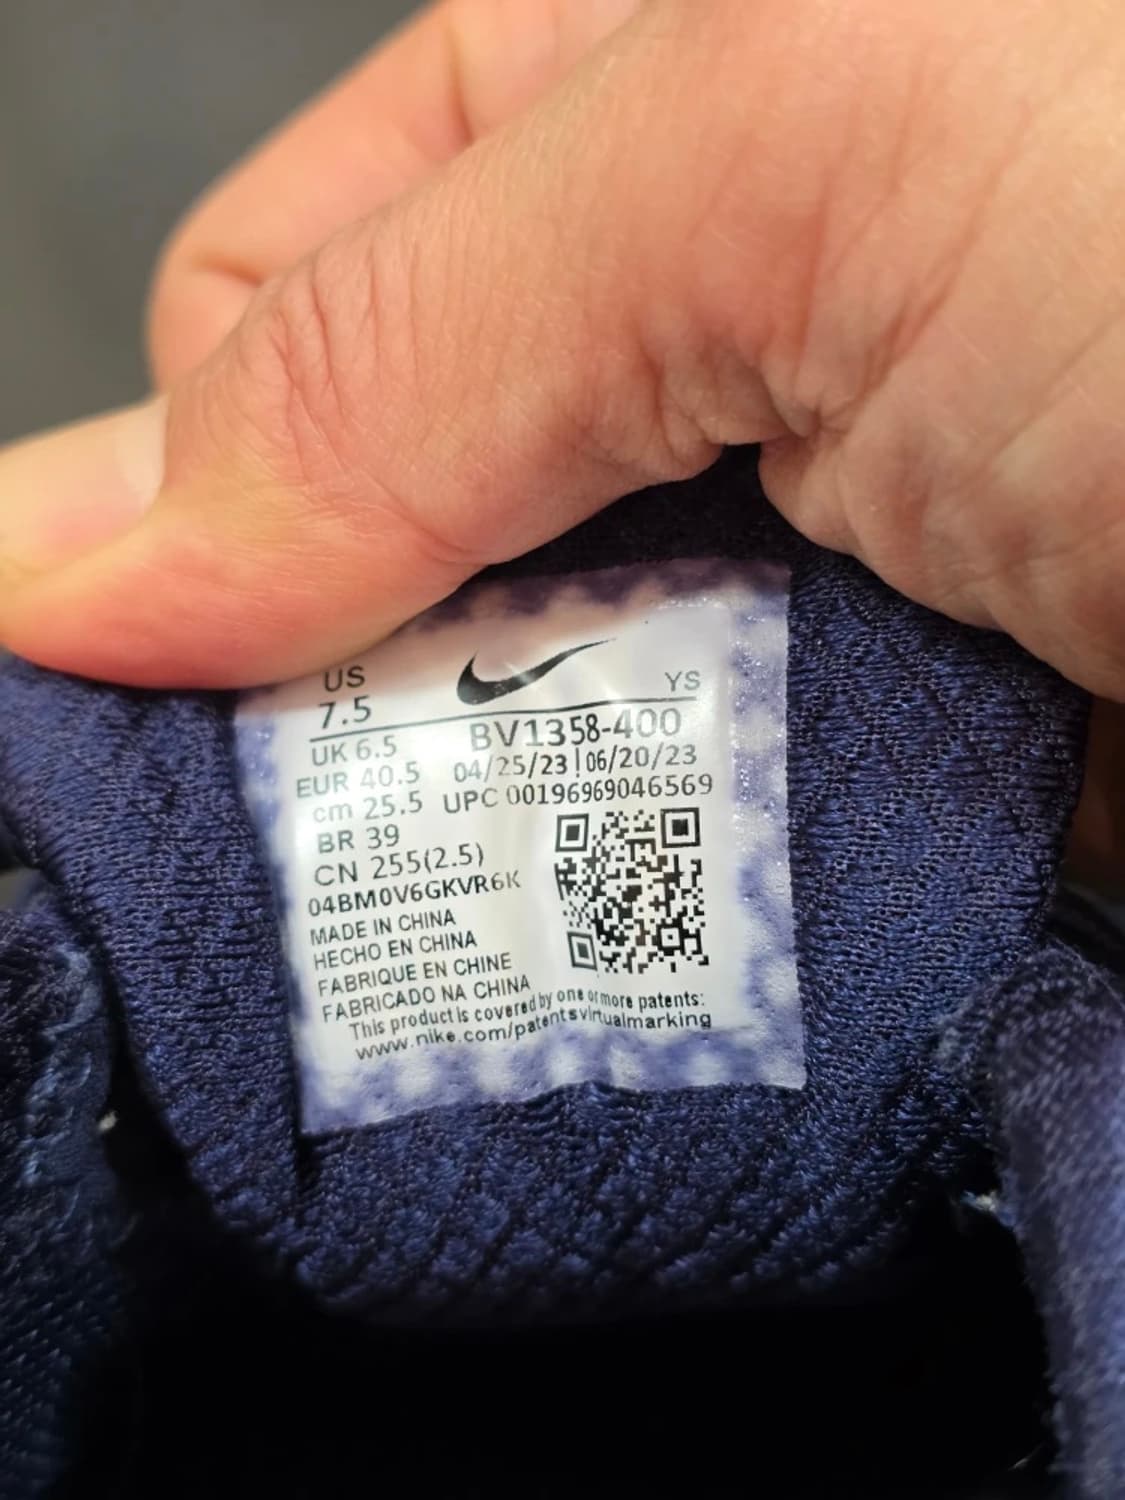 US
7.5
YS
UK 6.5
BV1358-400
EUR 40.5
04/25/23 | 06/20/23
cm 25.5
UPC 00196969046569
BR 39
CN 255(2.5)
04BM0V6GKVR6K
MADE IN CHINA
HECHO EN CHINA
FABRIQUE EN CHINE
FABRICADO NA CHINA
This product is covered by one or more patents:
www.nike.com/patentsvirtualmarking